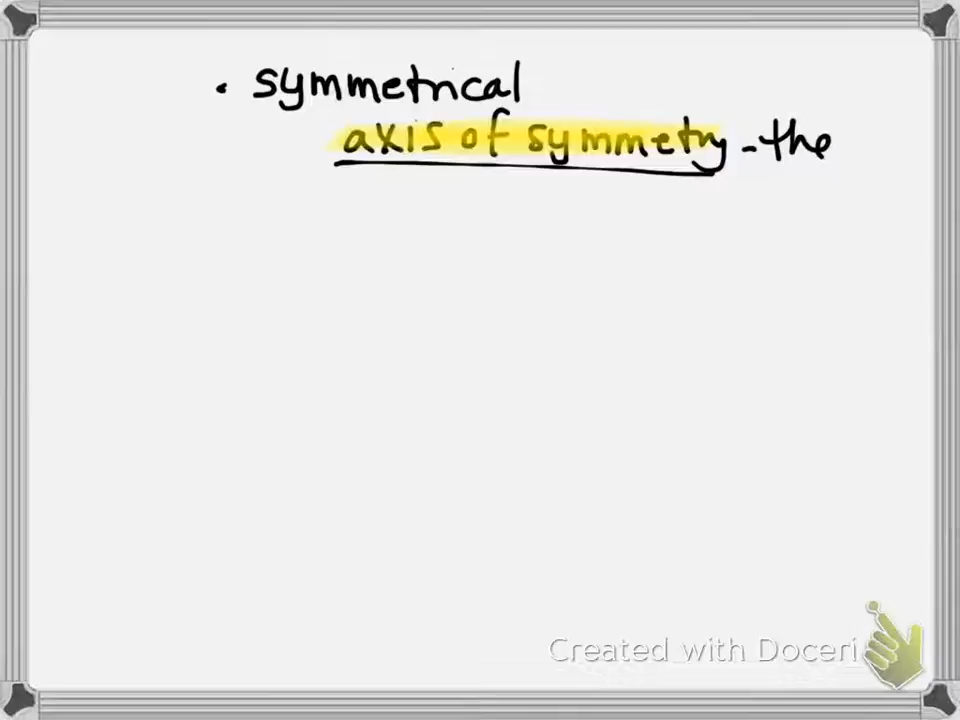 • symmetrical
axis of symmetry - the
Created with Doceri